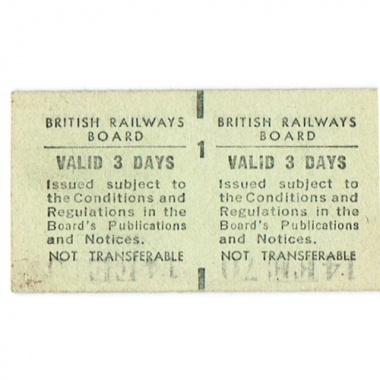 BRITISH RAILWAYS
BOARD
VALID 3 DAYS
Issued subject to
the Conditions and
Regulations in the
Board's Publications
and Notices.
NOT TRANSFERABLE
1
BRITISH RAILWAYS
BOARD
VALID 3 DAYS
Issued subject to
the Conditions and
Regulations in the
Board's Publications
and Notices.
NOT TRANSFERABLE